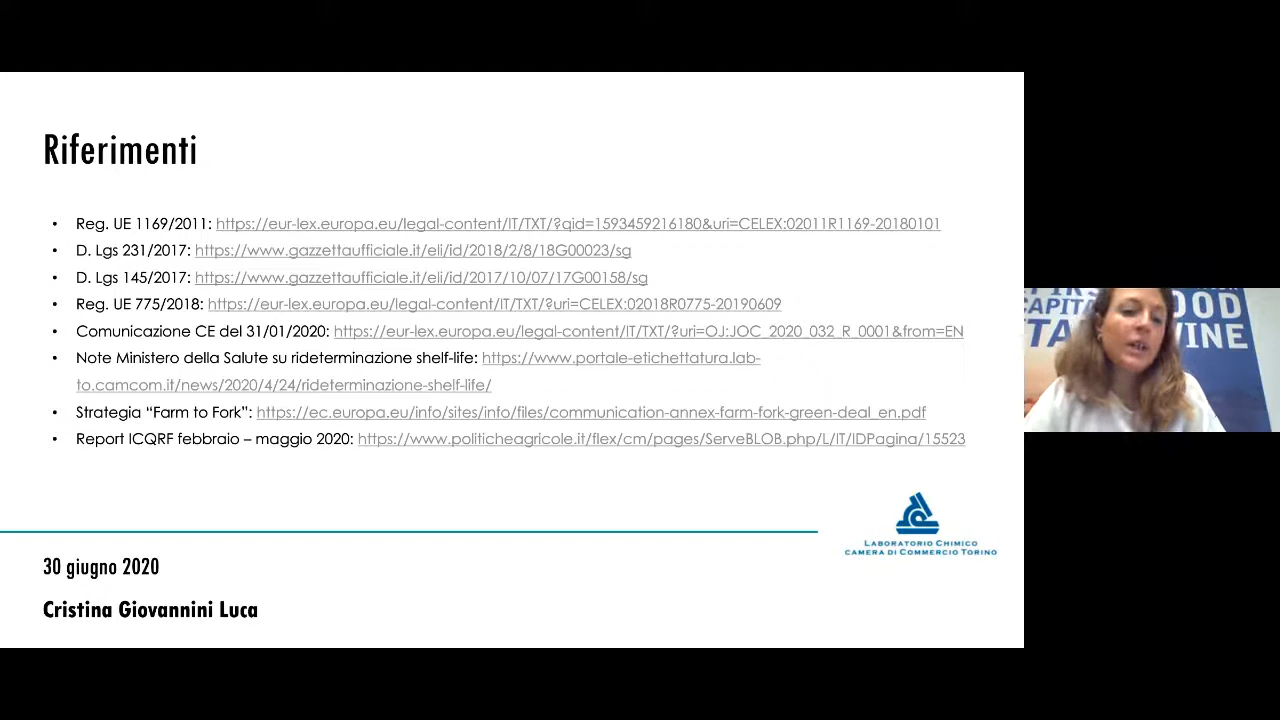 Riferimenti
• Reg. UE 1169/2011: https://eur-lex.europa.eu/legal-content/IT/TXT/?qid=1593459216180&uri=CELEX:02011R1169-20180101
• D. Lgs 231/2017: https://www.gazzettaufficiale.it/eli/id/2018/2/8/18G00023/sg
• D. Lgs 145/2017: https://www.gazzettaufficiale.it/eli/id/2017/10/07/17G00158/sg
• Reg. UE 775/2018: https://eur-lex.europa.eu/legal-content/IT/TXT/?uri=CELEX:02018R0775-20190609
• Comunicazione CE del 31/01/2020: https://eur-lex.europa.eu/legal-content/IT/TXT/?uri=OJ:JOC_2020_032_R_0001&from=EN
• Note Ministero della Salute su rideterminazione shelf-life: https://www.portale-etichettatura.lab-
to.camcom.it/news/2020/4/24/rideterminazione-shelf-life/
• Strategia “Farm to Fork”: https://ec.europa.eu/info/sites/info/files/communication-annex-farm-fork-green-deal_en.pdf
• Report ICQRF febbraio – maggio 2020: https://www.politicheagricole.it/flex/cm/pages/ServeBLOB.php/L/IT/IDPagina/15523
LABORATORIO CHIMICO
CAMERA DI COMMERCIO TORINO
30 giugno 2020
Cristina Giovannini Luca